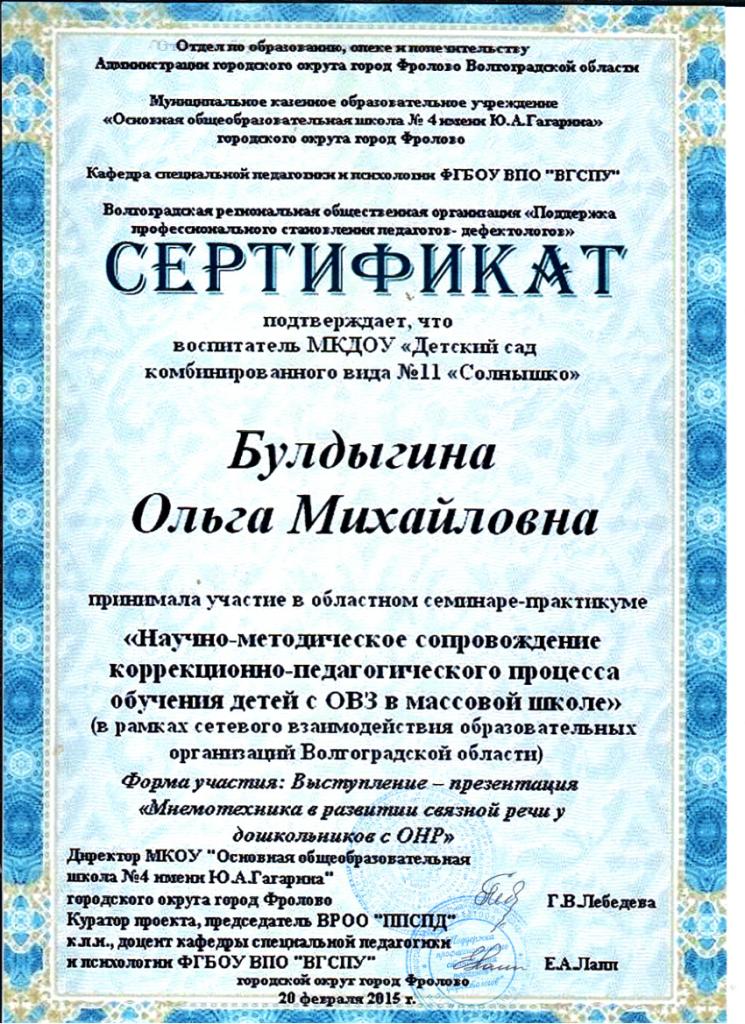 Отдел по образованию, опеке и попечительству
Администрации городского округа город Фролово Волгоградской области
Муниципальное казенное образовательное учреждение
«Основная общеобразовательная школа № 4 имени Ю.А.Гагарина»
городского округа город Фролово
Кафедра специальной педагогики и психологии ФГБОУ ВПО "ВГСПУ"
Волгоградская региональная общественная организация «Поддержка
профессионального становления педагогов- дефектологов»
СЕРТИФИКАТ
подтверждает, что
воспитатель МКДОУ «Детский сад
комбинированного вида №11 «Солнышко»
Булдыгина
Ольга Михайловна
принимала участие в областном семинаре-практикуме
«Научно-методическое сопровождение
коррекционно-педагогического процесса
обучения детей с ОВЗ в массовой школе»
(в рамках сетевого взаимодействия образовательных
организаций Волгоградской области)
Форма участия: Выступление – презентация
«Мнемотехника в развитии связной речи у
дошкольников с ОНР»
Директор МКОУ "Основная общеобразовательная
школа №4 имени Ю.А.Гагарина"
городского округа город Фролово Г.В.Лебедева
Куратор проекта, председатель ВРОО "ППСПД"
к.п.н., доцент кафедры специальной педагогики
и психологии ФГБОУ ВПО "ВГСПУ" Е.А.Лапп
городской округ город Фролово
20 февраля 2015 г.